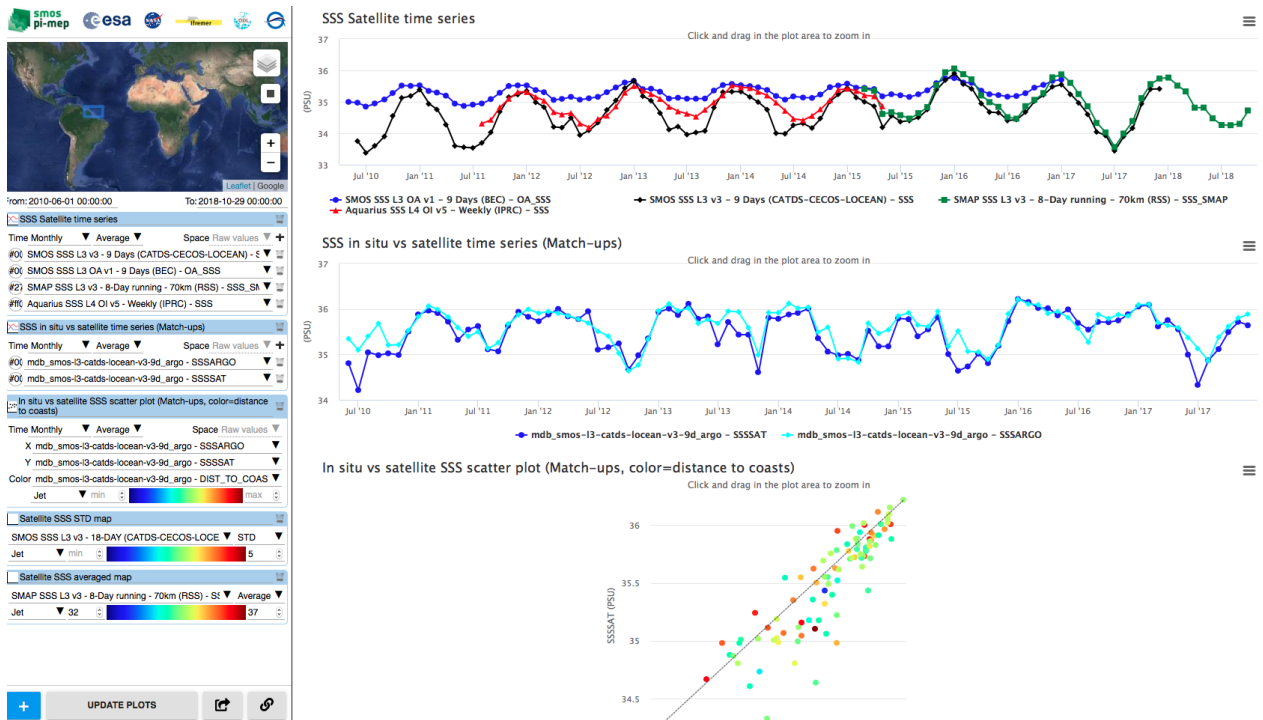 smos
pi-mep
esa
NASA
Ifremer
ODL
Leaflet | Google
From: 2010-06-01 00:00:00 To: 2018-10-29 00:00:00
SSS Satellite time series
Time Monthly ▼ Average ▼ Space Raw values ▼ +
#00 SMOS SSS L3 v3 - 9 Days (CATDS-CECOS-LOCEAN) - S ▼
#00 SMOS SSS L3 OA v1 - 9 Days (BEC) - OA_SSS ▼
#27 SMAP SSS L3 v3 - 8-Day running - 70km (RSS) - SSS_SM ▼
#ff0 Aquarius SSS L4 OI v5 - Weekly (IPRC) - SSS ▼
SSS in situ vs satellite time series (Match-ups)
Time Monthly ▼ Average ▼ Space Raw values ▼ +
#00 mdb_smos-l3-catds-locean-v3-9d_argo - SSSARGO ▼
#00 mdb_smos-l3-catds-locean-v3-9d_argo - SSSSAT ▼
In situ vs satellite SSS scatter plot (Match-ups, color=distance
to coasts)
Time Monthly ▼ Average ▼ Space Raw values ▼
X mdb_smos-l3-catds-locean-v3-9d_argo - SSSARGO ▼
Y mdb_smos-l3-catds-locean-v3-9d_argo - SSSSAT ▼
Color mdb_smos-l3-catds-locean-v3-9d_argo - DIST_TO_COAS ▼
Jet ▼ min max
Satellite SSS STD map
SMOS SSS L3 v3 - 18-DAY (CATDS-CECOS-LOCE ▼ STD ▼
Jet ▼ min 5
Satellite SSS averaged map
SMAP SSS L3 v3 - 8-Day running - 70km (RSS) - SS ▼ Average ▼
Jet ▼ 32 37
+ UPDATE PLOTS
SSS Satellite time series
Click and drag in the plot area to zoom in
37
36
35
34
33
(PSU)
Jul '10 Jan '11 Jul '11 Jan '12 Jul '12 Jan '13 Jul '13 Jan '14 Jul '14 Jan '15 Jul '15 Jan '16 Jul '16 Jan '17 Jul '17 Jan '18 Jul '18
SMOS SSS L3 OA v1 - 9 Days (BEC) - OA_SSS SMOS SSS L3 v3 - 9 Days (CATDS-CECOS-LOCEAN) - SSS SMAP SSS L3 v3 - 8-Day running - 70km (RSS) - SSS_SMAP
Aquarius SSS L4 OI v5 - Weekly (IPRC) - SSS
SSS in situ vs satellite time series (Match-ups)
Click and drag in the plot area to zoom in
37
36
35
34
(PSU)
Jul '10 Jan '11 Jul '11 Jan '12 Jul '12 Jan '13 Jul '13 Jan '14 Jul '14 Jan '15 Jul '15 Jan '16 Jul '16 Jan '17 Jul '17
mdb_smos-l3-catds-locean-v3-9d_argo - SSSSAT mdb_smos-l3-catds-locean-v3-9d_argo - SSSARGO
In situ vs satellite SSS scatter plot (Match-ups, color=distance to coasts)
Click and drag in the plot area to zoom in
36
35.5
35
34.5
SSSSAT (PSU)